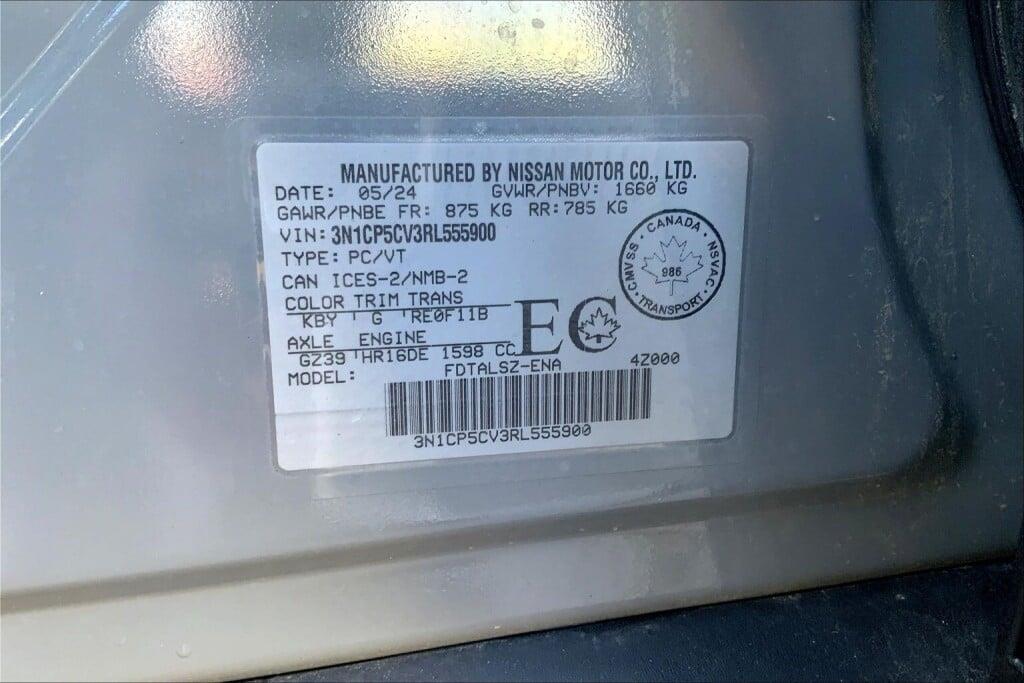 MANUFACTURED BY NISSAN MOTOR CO., LTD.
DATE: 05/24 GVWR/PNBV: 1660 KG
GAWR/PNBE FR: 875 KG RR: 785 KG
VIN: 3N1CP5CV3RL555900
TYPE: PC/VT
CAN ICES-2/NMB-2
COLOR TRIM TRANS
KBY G RE0F11B
AXLE ENGINE
GZ39 HR16DE 1598 CC
MODEL: FDTALSZ-ENA 4Z000
3N1CP5CV3RL555900
EC
CANADA
NSVAC
TRANSPORT
CMVSS
986